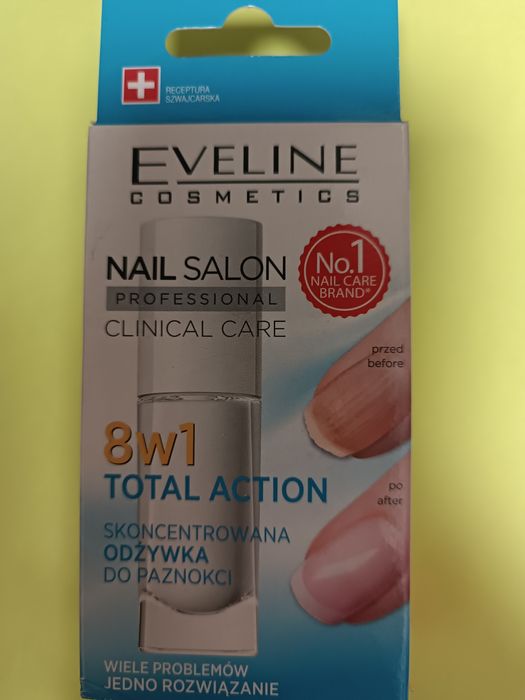 RECEPTURA
SZWAJCARSKA
EVELINE
COSMETICS
NAIL SALON
PROFESSIONAL
CLINICAL CARE
No.1
NAIL CARE
BRAND*
przed
before
8w1
TOTAL ACTION
po
after
SKONCENTROWANA
ODŻYWKA
DO PAZNOKCI
WIELE PROBLEMÓW
JEDNO ROZWIĄZANIE